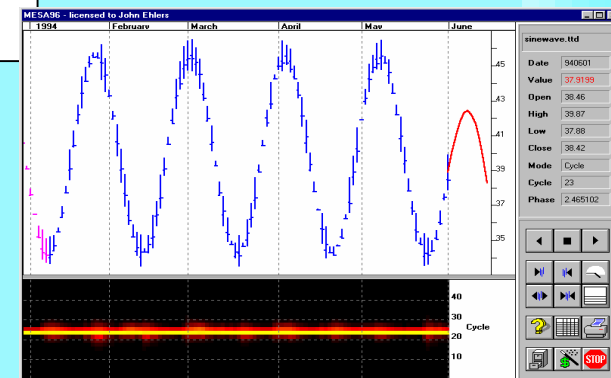 MESA96 - licensed to John Ehlers
1994 February March April May June
sinewave.ttd
Date 940601
Value 37.9199
Open 38.46
High 39.87
Low 37.88
Close 38.42
Mode Cycle
Cycle 23
Phase 2.465102
45
43
41
39
37
35
40
30
Cycle
20
10
STOP